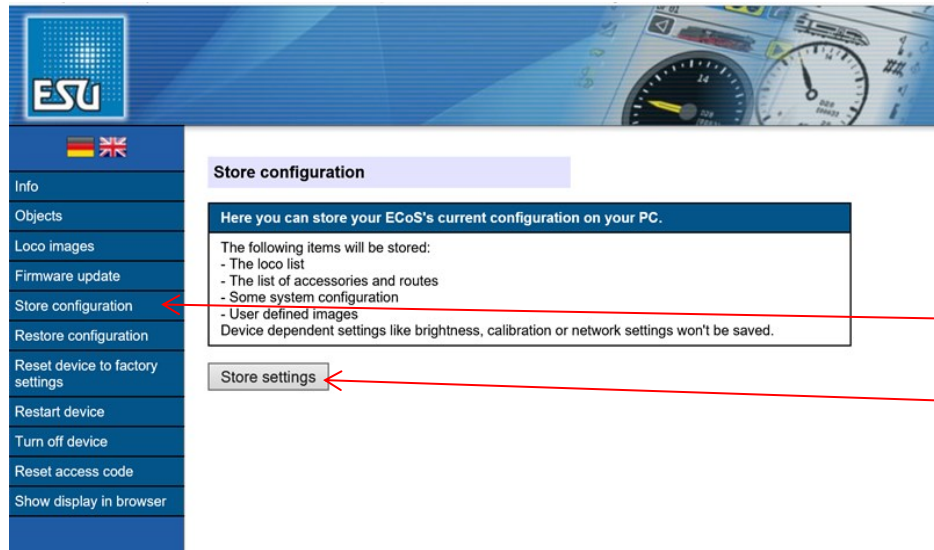 ESU
Info
Objects
Loco images
Firmware update
Store configuration
Restore configuration
Reset device to factory
settings
Restart device
Turn off device
Reset access code
Show display in browser
Store configuration
Here you can store your ECoS's current configuration on your PC.
The following items will be stored:
- The loco list
- The list of accessories and routes
- Some system configuration
- User defined images
Device dependent settings like brightness, calibration or network settings won't be saved.
Store settings